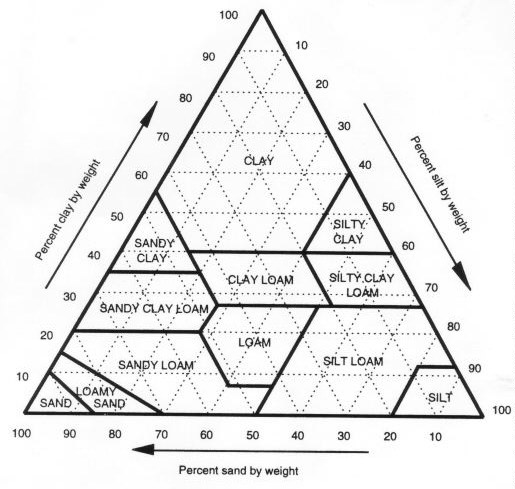 100
90
10
80
20
70
30
CLAY
60
40
50
50
SILTY
CLAY
SANDY
CLAY
40
60
CLAY LOAM
SILTY CLAY
LOAM
30
70
SANDY CLAY LOAM
20
80
LOAM
SANDY LOAM
SILT LOAM
10
90
LOAMY
SAND
SAND
SILT
100
100
90
80
70
60
50
40
30
20
10
Percent clay by weight
Percent silt by weight
Percent sand by weight